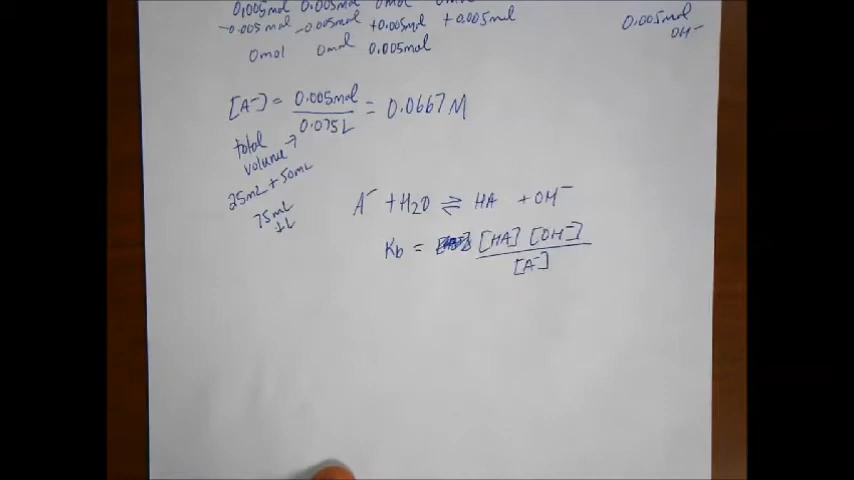 0.005mol 0.005mol 0mol
-0.005mol -0.005mol +0.005mol +0.005mol
0mol 0mol 0.005mol
0.005mol
OH⁻
[A⁻] = 0.005mol / 0.075L = 0.0667 M
total
volume →
25mL + 50mL
75mL
↓ L
A⁻ + H₂O ⇌ HA + OH⁻
Kb = [HA] [OH⁻] / [A⁻]